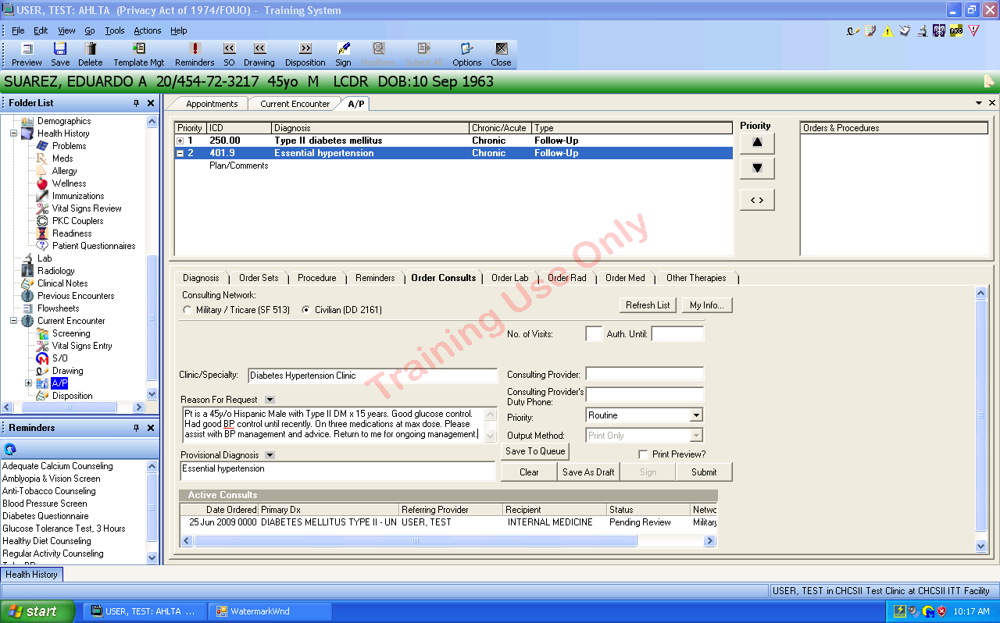 USER, TEST: AHLTA (Privacy Act of 1974/FOUO) - Training System
File Edit View Go Tools Actions Help
Preview Save Delete Template Mgt Reminders SO Drawing Disposition Sign Modifiers Submit All Options Close
SUAREZ, EDUARDO A 20/454-72-3217 45yo M LCDR DOB:10 Sep 1963
Folder List
Demographics
Health History
Problems
Meds
Allergy
Wellness
Immunizations
Vital Signs Review
PKC Couplers
Readiness
Patient Questionnaires
Lab
Radiology
Clinical Notes
Previous Encounters
Flowsheets
Current Encounter
Screening
Vital Signs Entry
S/O
Drawing
A/P
Disposition
Reminders
Adequate Calcium Counseling
Amblyopia & Vision Screen
Anti-Tobacco Counseling
Blood Pressure Screen
Diabetes Questionnaire
Glucose Tolerance Test, 3 Hours
Healthy Diet Counseling
Regular Activity Counseling
Health History
Appointments Current Encounter A/P
Priority ICD Diagnosis Chronic/Acute Type
1 250.00 Type II diabetes mellitus Chronic Follow-Up
2 401.9 Essential hypertension Chronic Follow-Up
Plan/Comments
Priority
< >
Orders & Procedures
Training Use Only
Diagnosis Order Sets Procedure Reminders Order Consults Order Lab Order Rad Order Med Other Therapies
Consulting Network:
Military / Tricare (SF 513) Civilian (DD 2161)
Refresh List My Info...
No. of Visits: Auth. Until:
Clinic/Specialty: Diabetes Hypertension Clinic
Consulting Provider:
Consulting Provider's
Duty Phone:
Reason For Request
Pt is a 45y/o Hispanic Male with Type II DM x 15 years. Good glucose control.
Had good BP control until recently. On three medications at max dose. Please
assist with BP management and advice. Return to me for ongoing management.
Priority: Routine
Output Method: Print Only
Provisional Diagnosis
Essential hypertension
Save To Queue Print Preview?
Clear Save As Draft Sign Submit
Active Consults
Date Ordered Primary Dx Referring Provider Recipient Status Netwo
25 Jun 2009 0000 DIABETES MELLITUS TYPE II - UN USER, TEST INTERNAL MEDICINE Pending Review Military
USER, TEST in CHCSII Test Clinic at CHCSII ITT Facility
start USER, TEST: AHLTA ... WatermarkWnd 10:17 AM